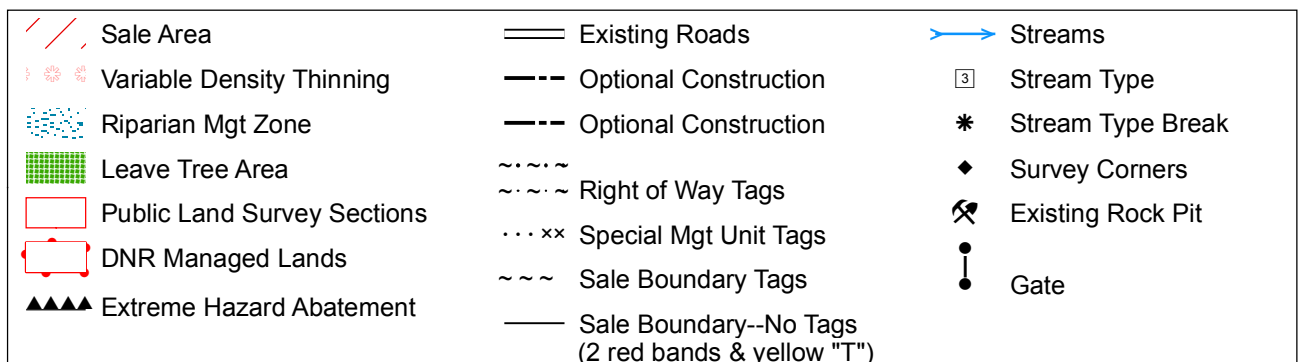 Sale Area
Variable Density Thinning
Riparian Mgt Zone
Leave Tree Area
Public Land Survey Sections
DNR Managed Lands
Extreme Hazard Abatement
Existing Roads
Optional Construction
Optional Construction
Right of Way Tags
Special Mgt Unit Tags
Sale Boundary Tags
Sale Boundary--No Tags
(2 red bands & yellow "T")
Streams
3 Stream Type
Stream Type Break
Survey Corners
Existing Rock Pit
Gate